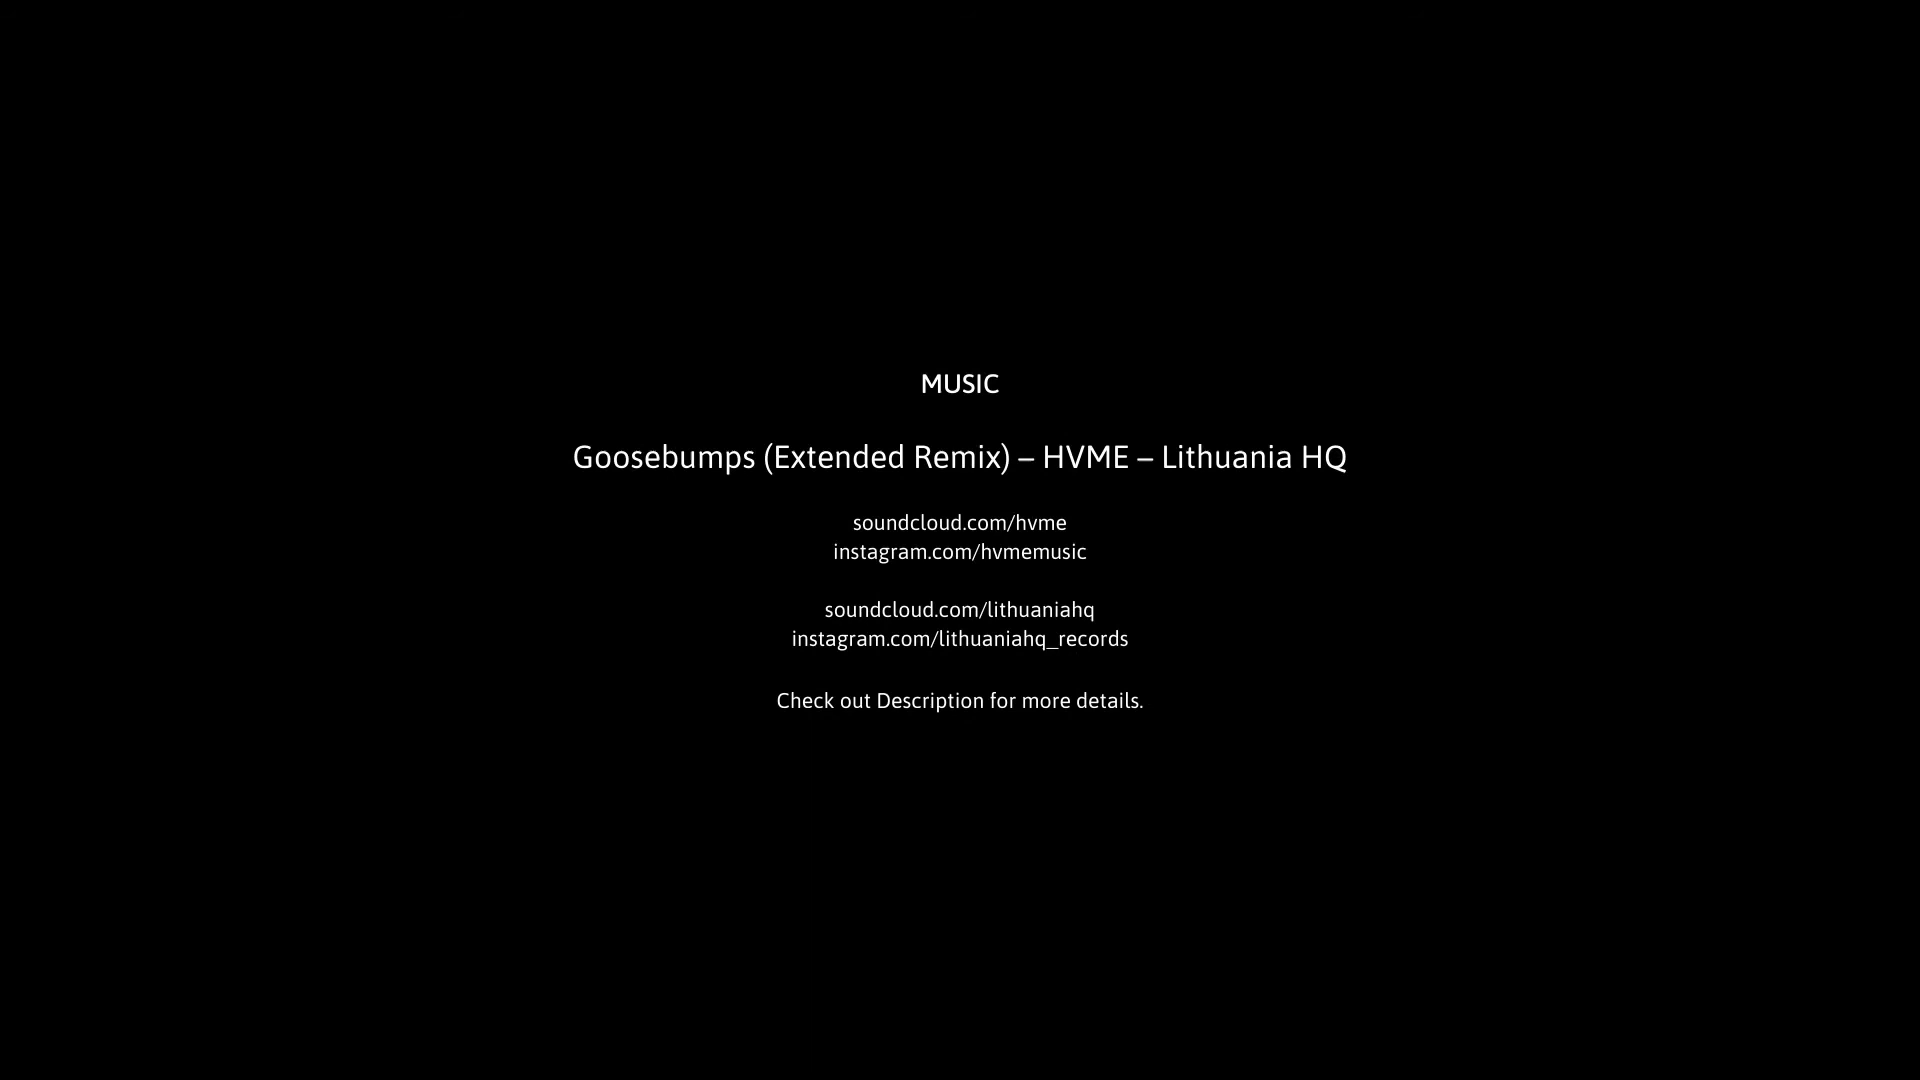 MUSIC
Goosebumps (Extended Remix) – HVME – Lithuania HQ
soundcloud.com/hvme
instagram.com/hvmemusic
soundcloud.com/lithuaniahq
instagram.com/lithuaniahq_records
Check out Description for more details.